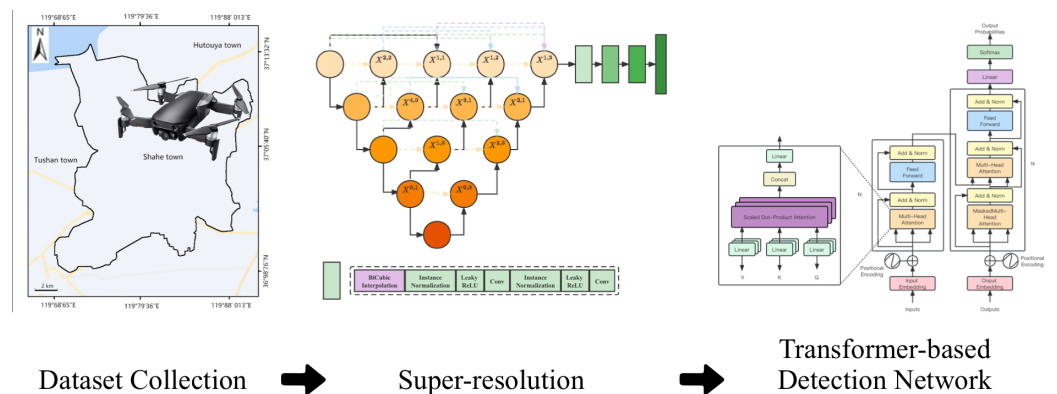 119°68′65″E
119°79′36″E
119°88′ 013″E
N
Hutouya town
37°13′32″N
Tushan town
Shahe town
37°05′40″N
36°98′76″N
2 km
119°68′65″E
119°79′36″E
119°88′ 013″E
X2,2
X1,1
X1,2
X1,3
X4,0
X3,1
X2,1
X1,0
X3,0
X0,1
X0,0
BiCubic
Interpolation
Instance
Normalization
Leaky
ReLU
Conv
Instance
Normalization
Leaky
ReLU
Conv
Linear
Concat
Scaled Dot-Product Attention
Linear
Linear
Linear
V
K
Q
Output
Probabilities
Softmax
Linear
Add & Norm
Feed
Forward
Add & Norm
Multi-Head
Attention
Add & Norm
MaskedMulti-
Head
Attention
N
Positional
Encoding
Onput
Embedding
Outputs
N
Add & Norm
Feed
Forward
Add & Norm
Multi-Head
Attention
Positional
Encoding
Input
Embedding
Inputs
Dataset Collection
Super-resolution
Transformer-based
Detection Network